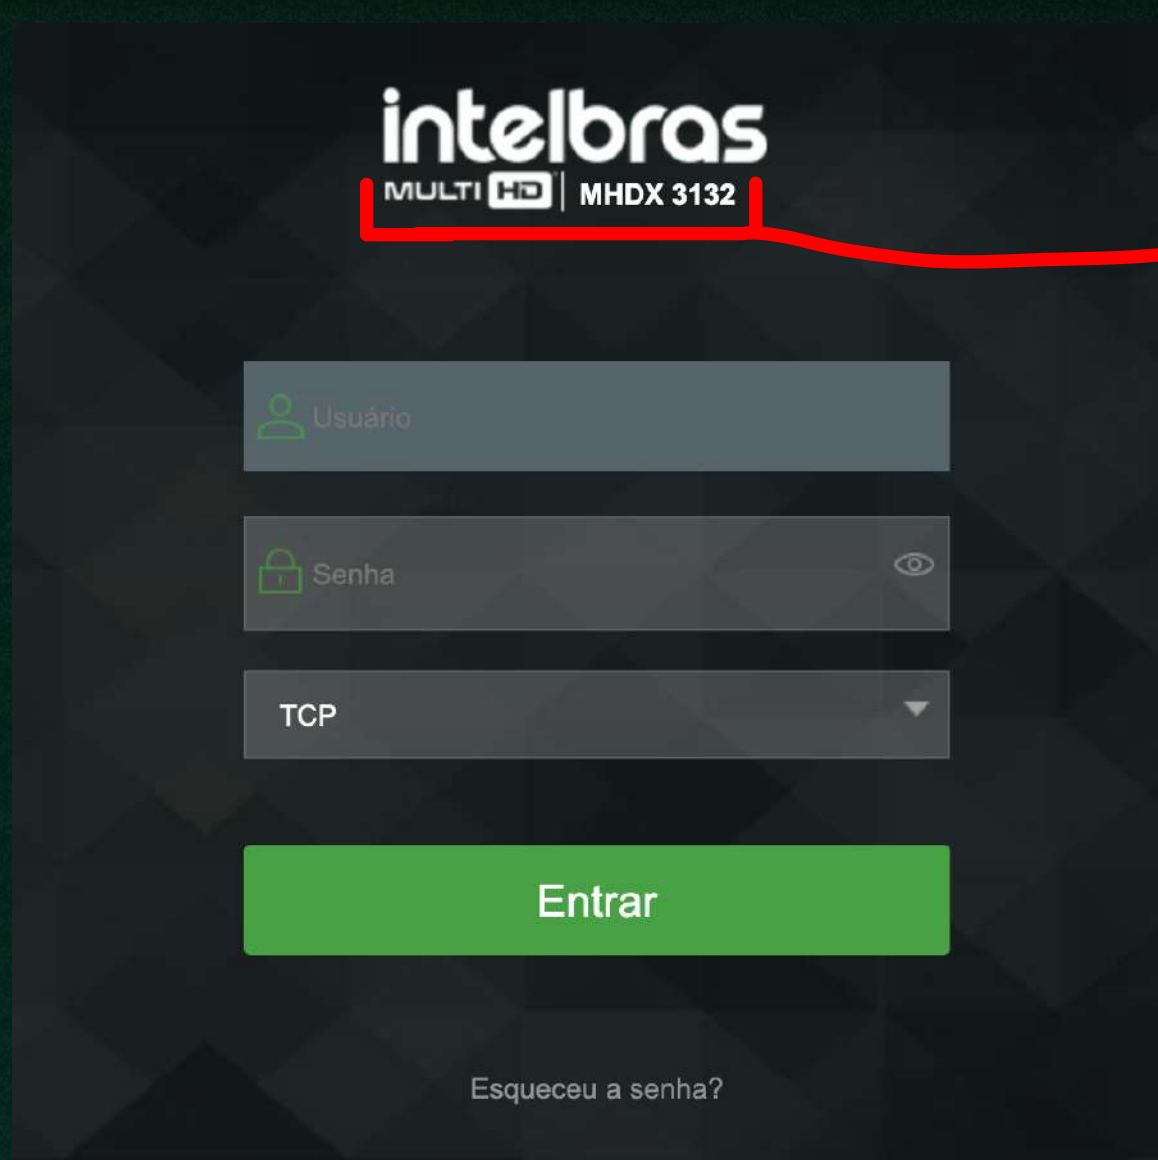 intelbras
MULTI HD | MHDX 3132
Usuário
Senha
TCP
Entrar
Esqueceu a senha?